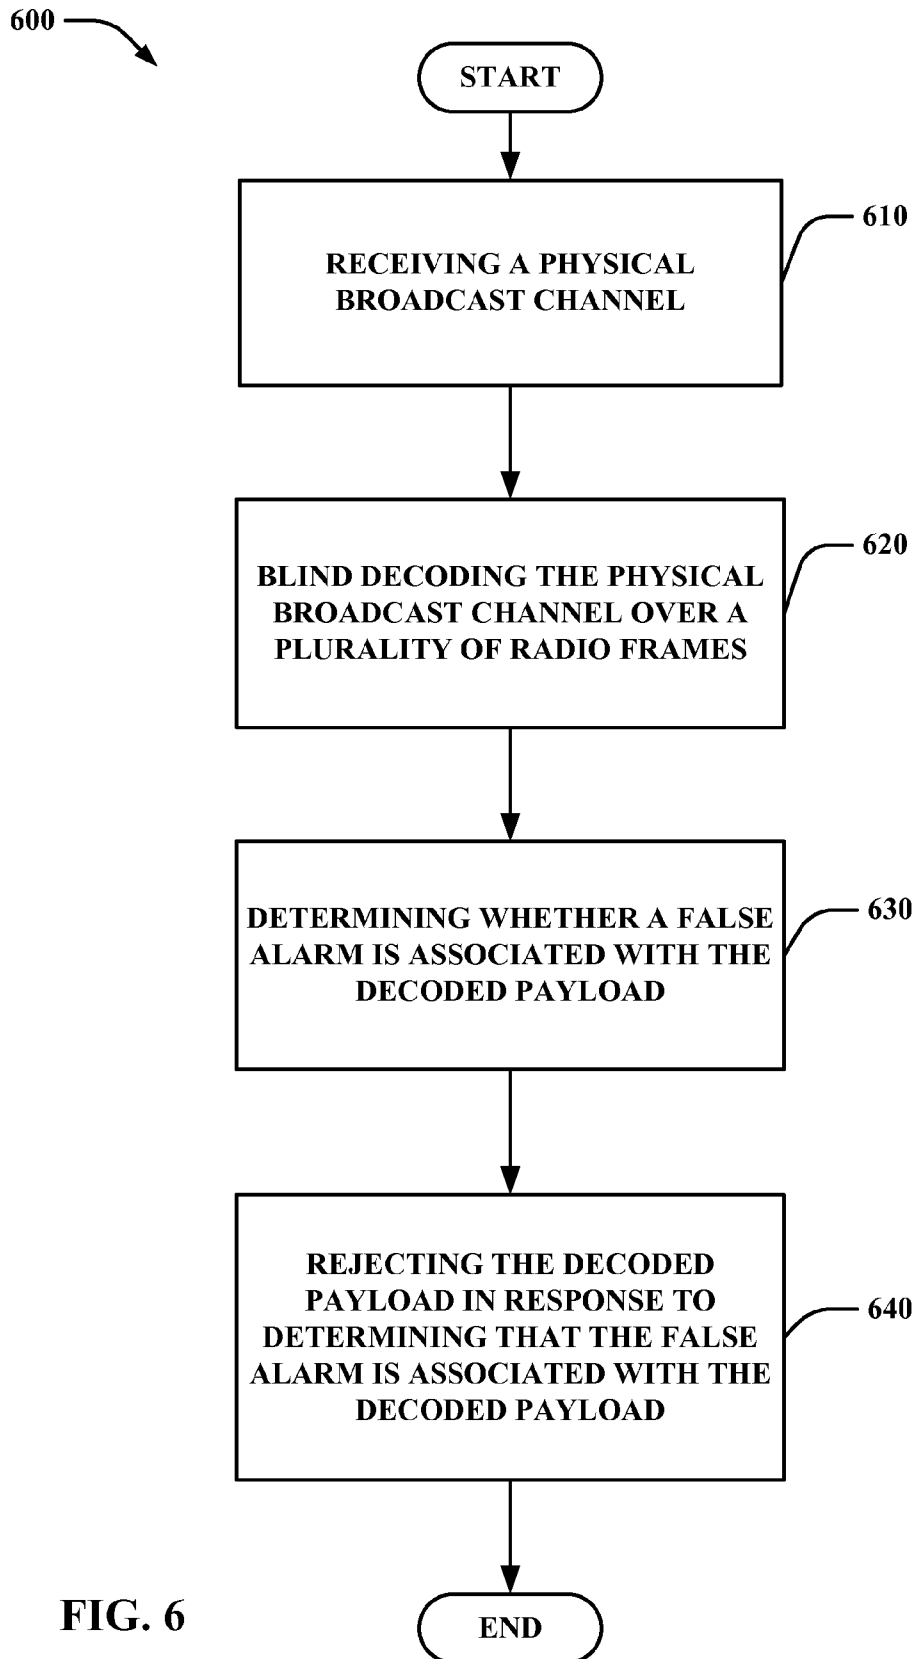 600
START
RECEIVING A PHYSICAL
BROADCAST CHANNEL
610
BLIND DECODING THE PHYSICAL
BROADCAST CHANNEL OVER A
PLURALITY OF RADIO FRAMES
620
DETERMINING WHETHER A FALSE
ALARM IS ASSOCIATED WITH THE
DECODED PAYLOAD
630
REJECTING THE DECODED
PAYLOAD IN RESPONSE TO
DETERMINING THAT THE FALSE
ALARM IS ASSOCIATED WITH THE
DECODED PAYLOAD
640
FIG. 6
END